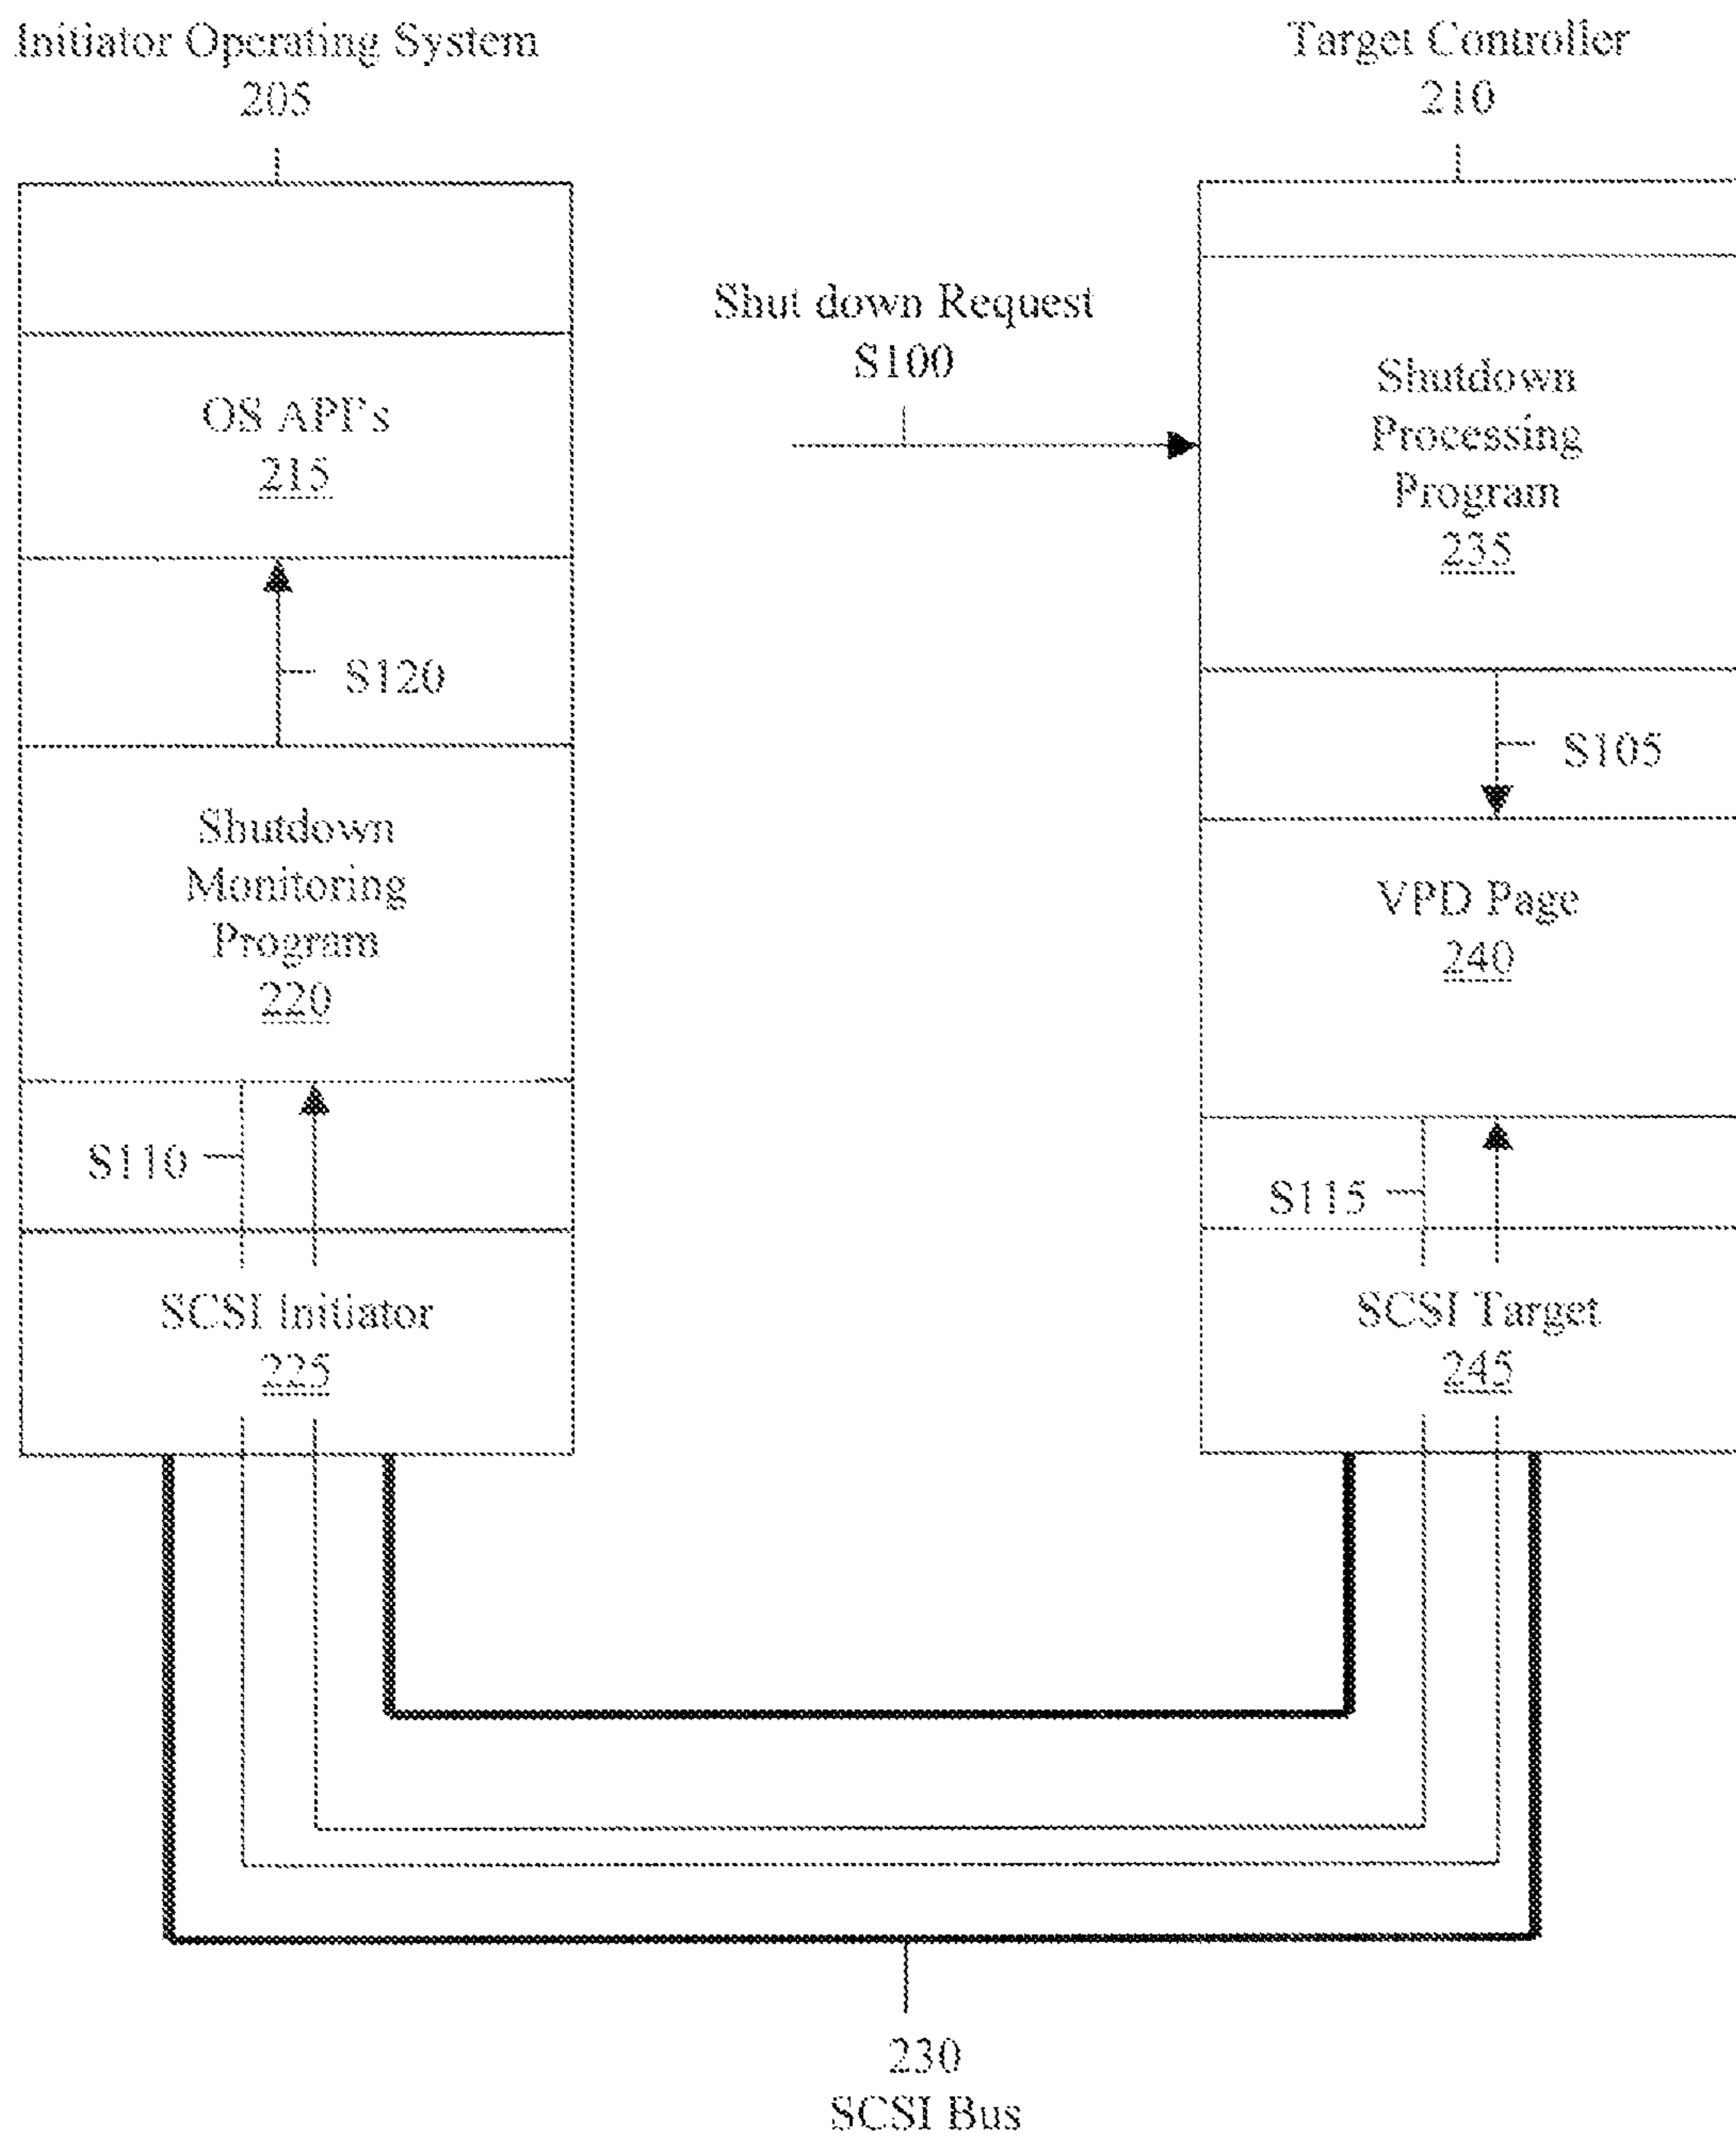 Initiator Operating System
205
Target Controller
210
Shut down Request
S100
OS API's
215
Shutdown
Processing
Program
235
S120
S105
Shutdown
Monitoring
Program
220
VPD Page
240
S110
S115
SCSI Initiator
225
SCSI Target
245
230
SCSI Bus